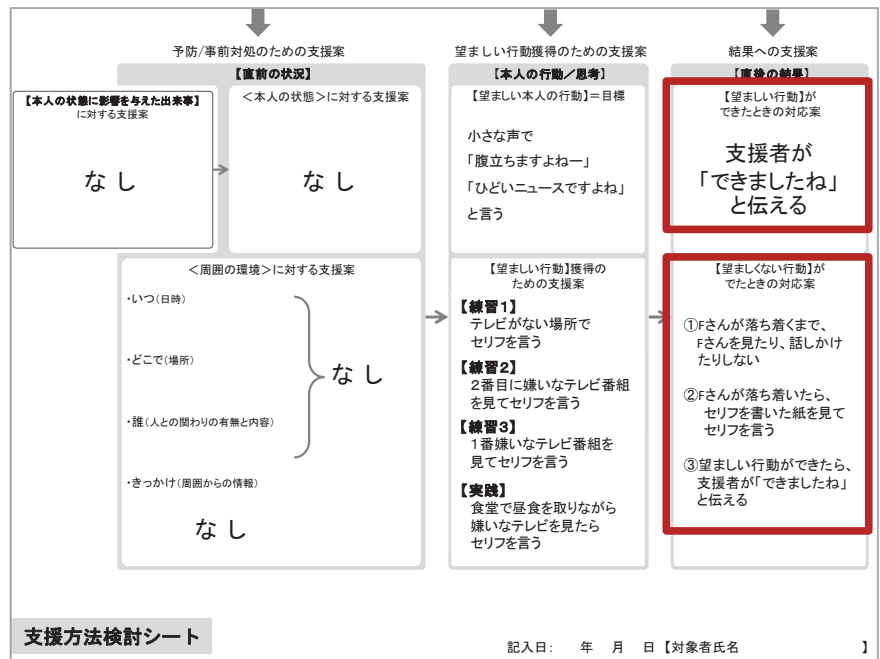 予防/事前対処のための支援案
望ましい行動獲得のための支援案
結果への支援案
【直前の状況】
【本人の状態に影響を与えた出来事】
に対する支援案
なし
<本人の状態>に対する支援案
なし
<周囲の環境>に対する支援案
・いつ(日時)
・どこで(場所)
・誰(人との関わりの有無と内容)
なし
・きっかけ(周囲からの情報)
なし
【本人の行動／思考】
【望ましい本人の行動】＝目標
小さな声で
「腹立ちますよねー」
「ひどいニュースですよね」
と言う
【望ましい行動】獲得の
ための支援案
【練習１】
テレビがない場所で
セリフを言う
【練習２】
２番目に嫌いなテレビ番組
を見てセリフを言う
【練習３】
１番嫌いなテレビ番組を
見てセリフを言う
【実践】
食堂で昼食を取りながら
嫌いなテレビを見たら
セリフを言う
【直後の結果】
【望ましい行動】が
できたときの対応案
支援者が
「できましたね」
と伝える
【望ましくない行動】が
でたときの対応案
①Fさんが落ち着くまで、
Fさんを見たり、話しかけ
たりしない
②Fさんが落ち着いたら、
セリフを書いた紙を見て
セリフを言う
③望ましい行動ができたら、
支援者が「できましたね」
と伝える
支援方法検討シート
記入日: 年 月 日【対象者氏名 】